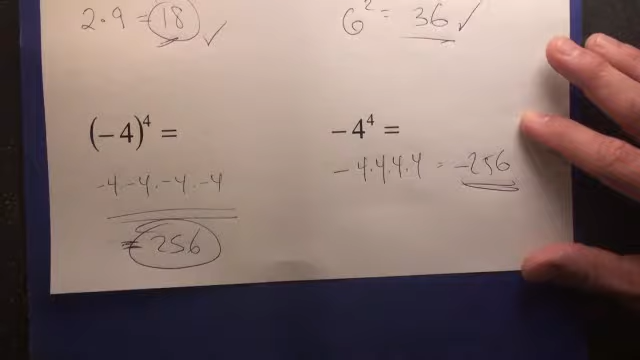 2·9 = 18 ✓
6² = 36 ✓
(−4)⁴ =
-4·-4·-4·-4
= 256
−4⁴ =
-4·4·4·4 = -256